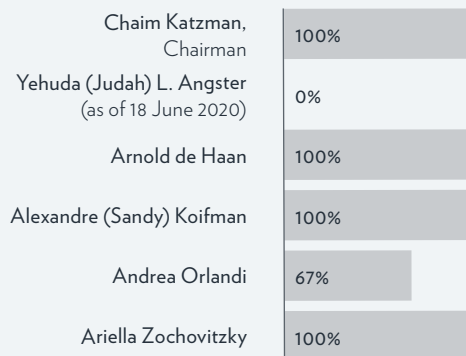 Chaim Katzman,
Chairman
100%
Yehuda (Judah) L. Angster
(as of 18 June 2020)
0%
Arnold de Haan
100%
Alexandre (Sandy) Koifman
100%
Andrea Orlandi
67%
Ariella Zochovitzky
100%